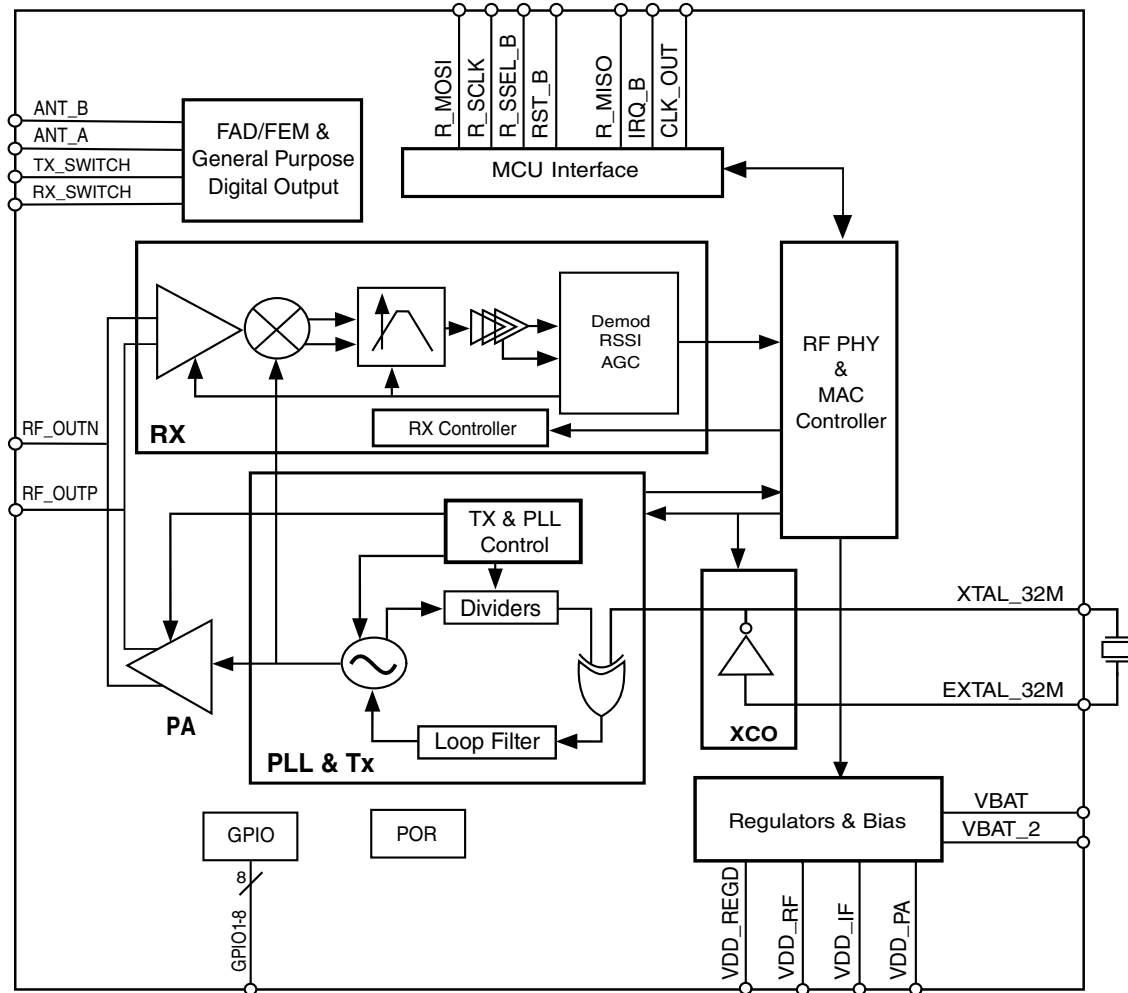 R_MOSI
R_SCLK
R_SSEL_B
RST_B
R_MISO
IRQ_B
CLK_OUT
ANT_B
ANT_A
TX_SWITCH
RX_SWITCH
FAD/FEM &
General Purpose
Digital Output
MCU Interface
Demod
RSSI
AGC
RF PHY
&
MAC
Controller
RX
RX Controller
RF_OUTN
RF_OUTP
TX & PLL
Control
Dividers
XTAL_32M
EXTAL_32M
PA
Loop Filter
XCO
PLL & Tx
GPIO
POR
Regulators & Bias
VBAT
VBAT_2
8
GPIO1-8
VDD_REGD
VDD_RF
VDD_IF
VDD_PA